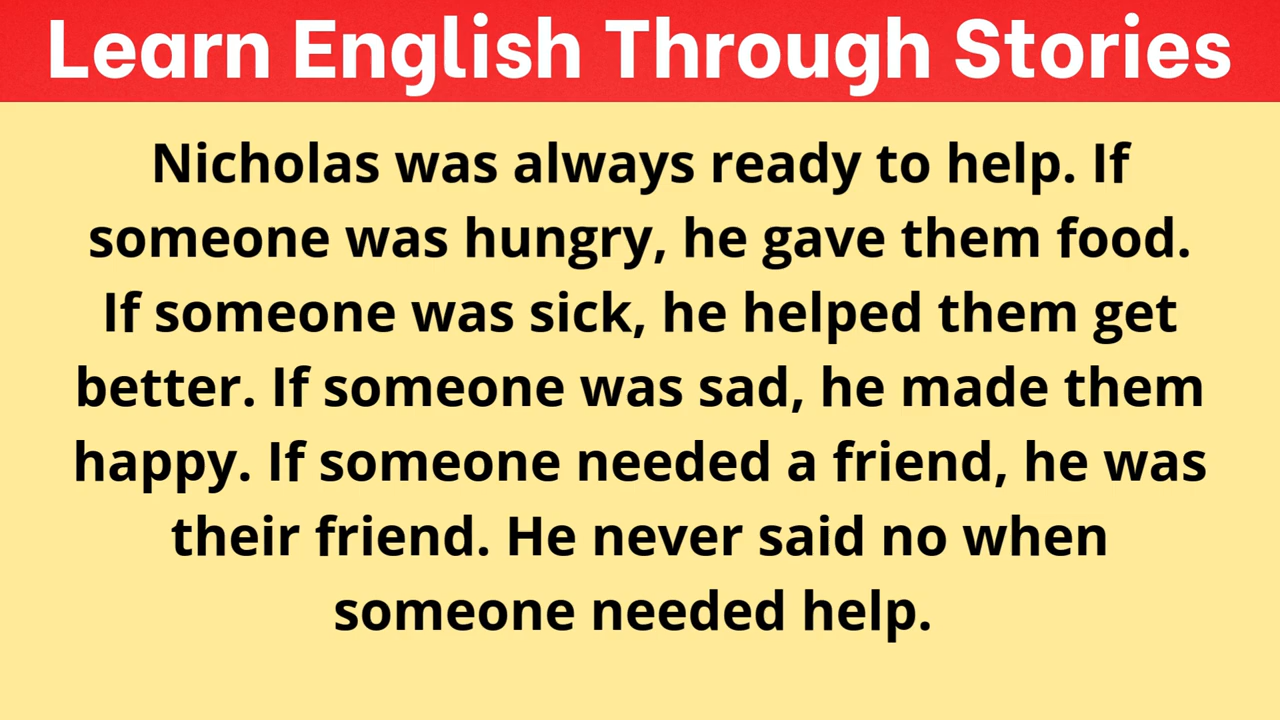 Learn English Through Stories
Nicholas was always ready to help. If
someone was hungry, he gave them food.
If someone was sick, he helped them get
better. If someone was sad, he made them
happy. If someone needed a friend, he was
their friend. He never said no when
someone needed help.